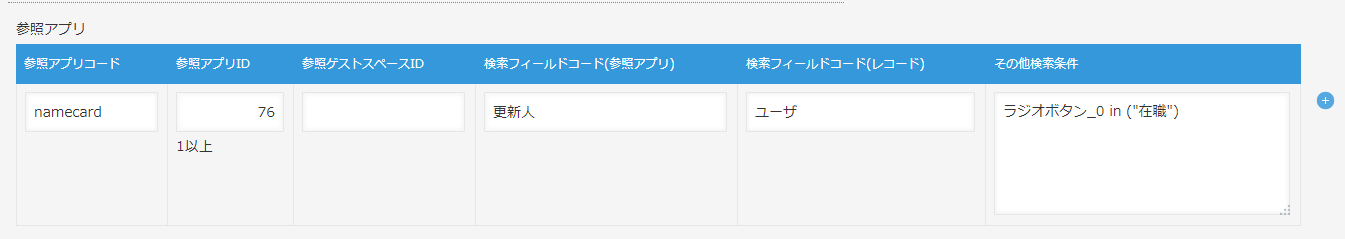 参照アプリ
参照アプリコード 参照アプリID 参照ゲストスペースID 検索フィールドコード(参照アプリ) 検索フィールドコード(レコード) その他検索条件
namecard 76 更新人 ユーザ ラジオボタン_0 in ("在職")
1以上